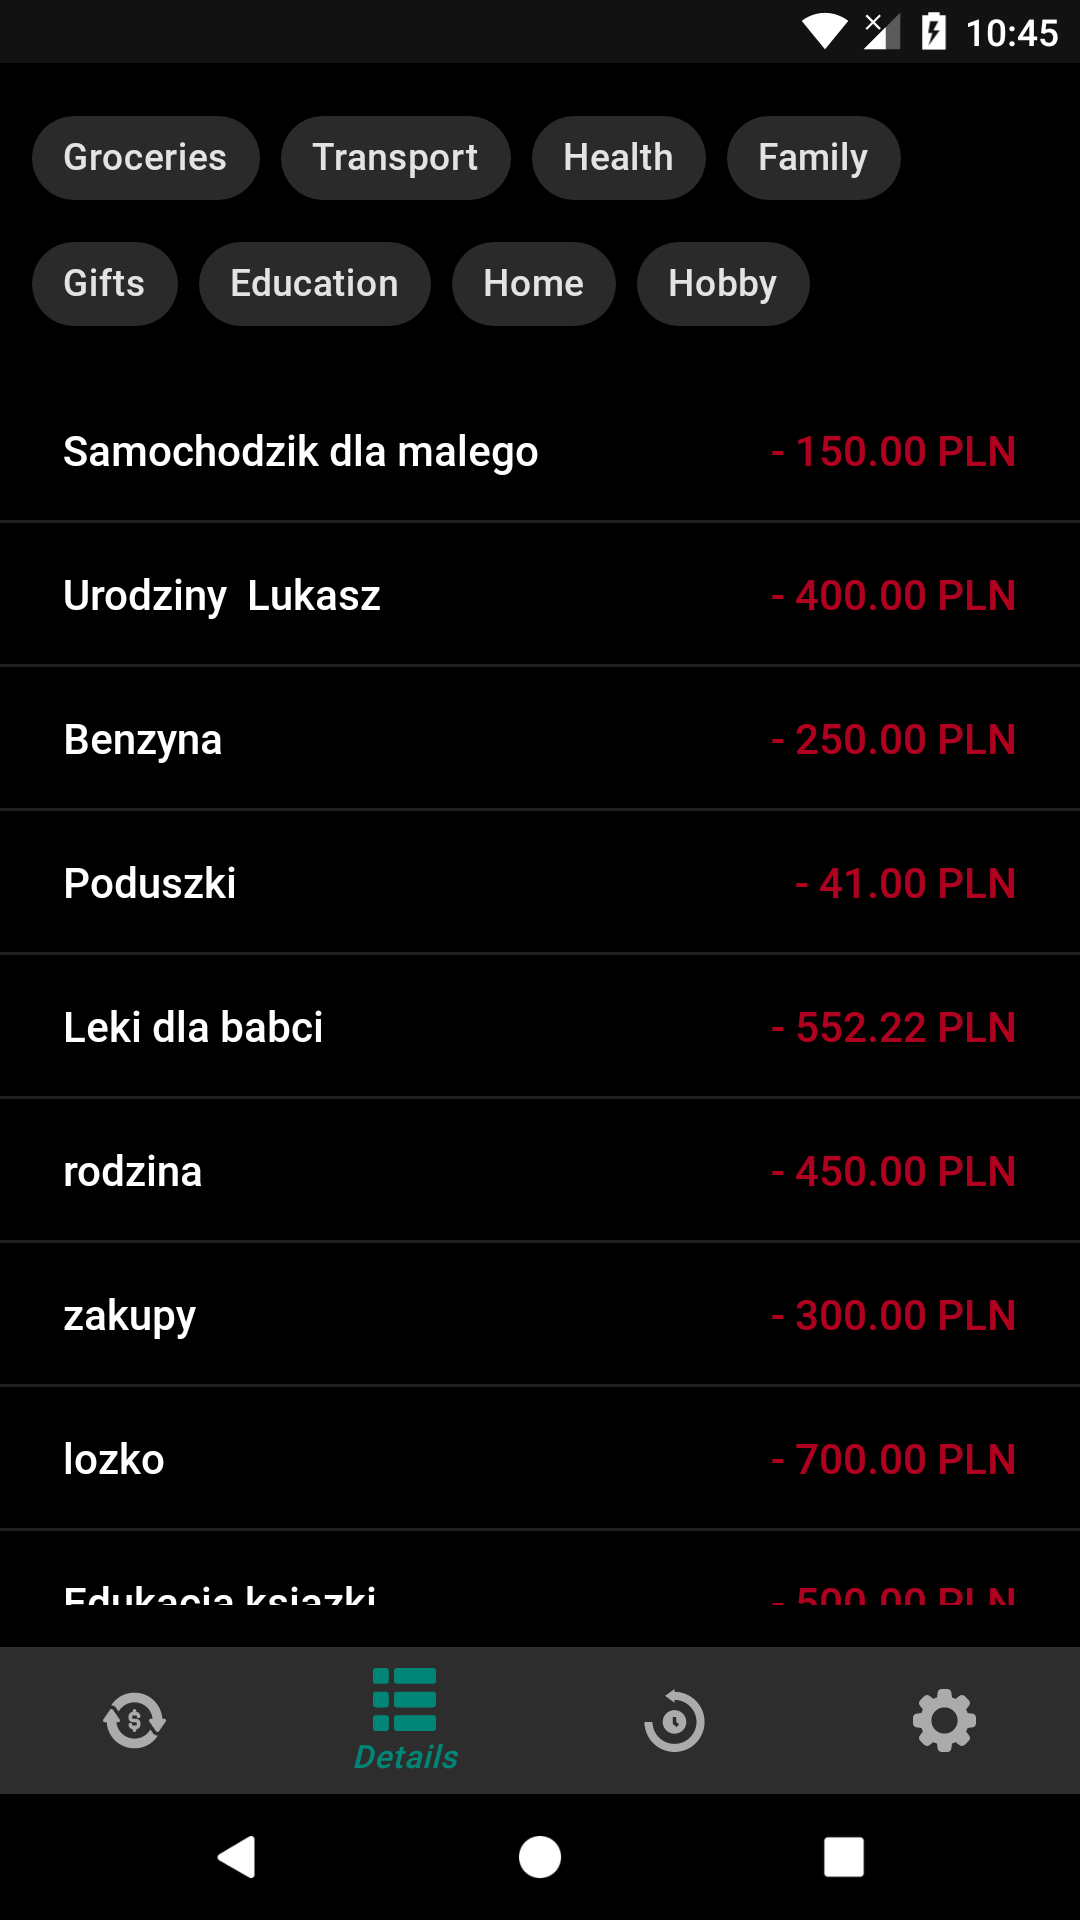 10:45
Groceries Transport Health Family
Gifts Education Home Hobby
Samochodzik dla malego - 150.00 PLN
Urodziny  Lukasz - 400.00 PLN
Benzyna - 250.00 PLN
Poduszki - 41.00 PLN
Leki dla babci - 552.22 PLN
rodzina - 450.00 PLN
zakupy - 300.00 PLN
lozko - 700.00 PLN
Edukacja ksiazki - 500.00 PLN
$
Details